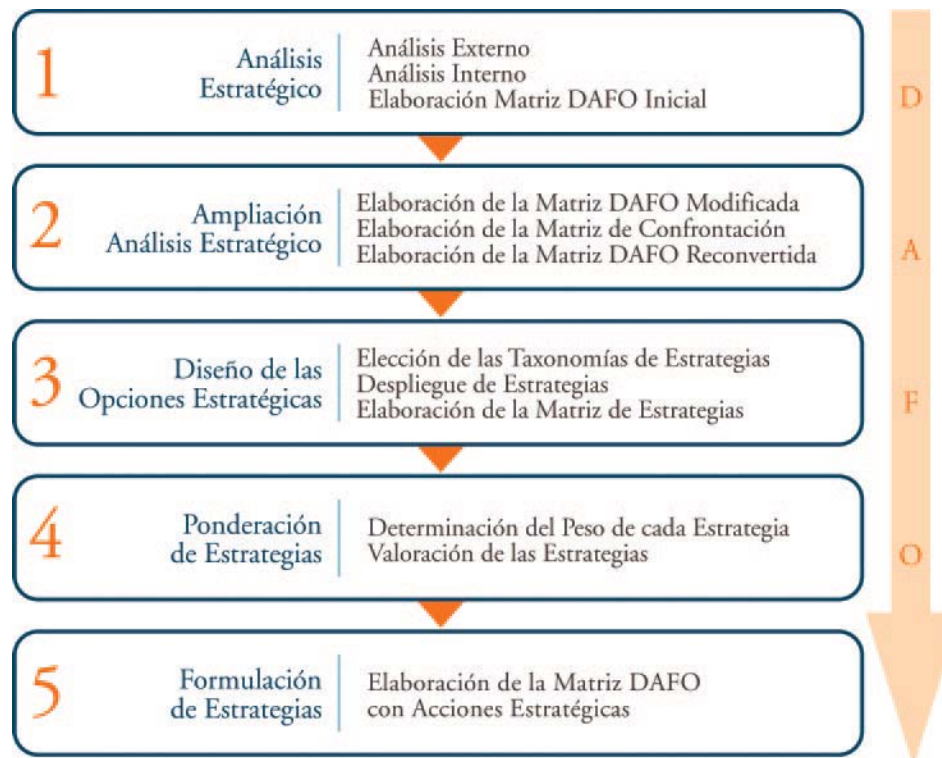 1
Análisis
Estratégico
Análisis Externo
Análisis Interno
Elaboración Matriz DAFO Inicial
2
Ampliación
Análisis Estratégico
Elaboración de la Matriz DAFO Modificada
Elaboración de la Matriz de Confrontación
Elaboración de la Matriz DAFO Reconvertida
3
Diseño de las
Opciones Estratégicas
Elección de las Taxonomías de Estrategias
Despliegue de Estrategias
Elaboración de la Matriz de Estrategias
4
Ponderación
de Estrategias
Determinación del Peso de cada Estrategia
Valoración de las Estrategias
5
Formulación
de Estrategias
Elaboración de la Matriz DAFO
con Acciones Estratégicas
D
A
F
O